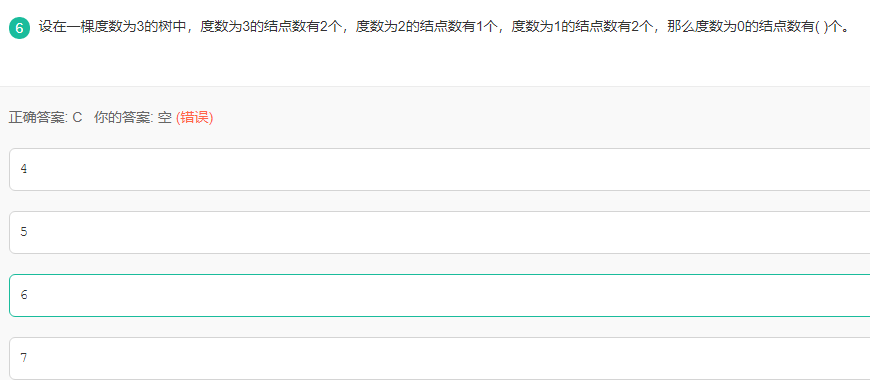 6 设在一棵度数为3的树中，度数为3的结点数有2个，度数为2的结点数有1个，度数为1的结点数有2个，那么度数为0的结点数有( )个。
正确答案: C 你的答案: 空 (错误)
4
5
6
7